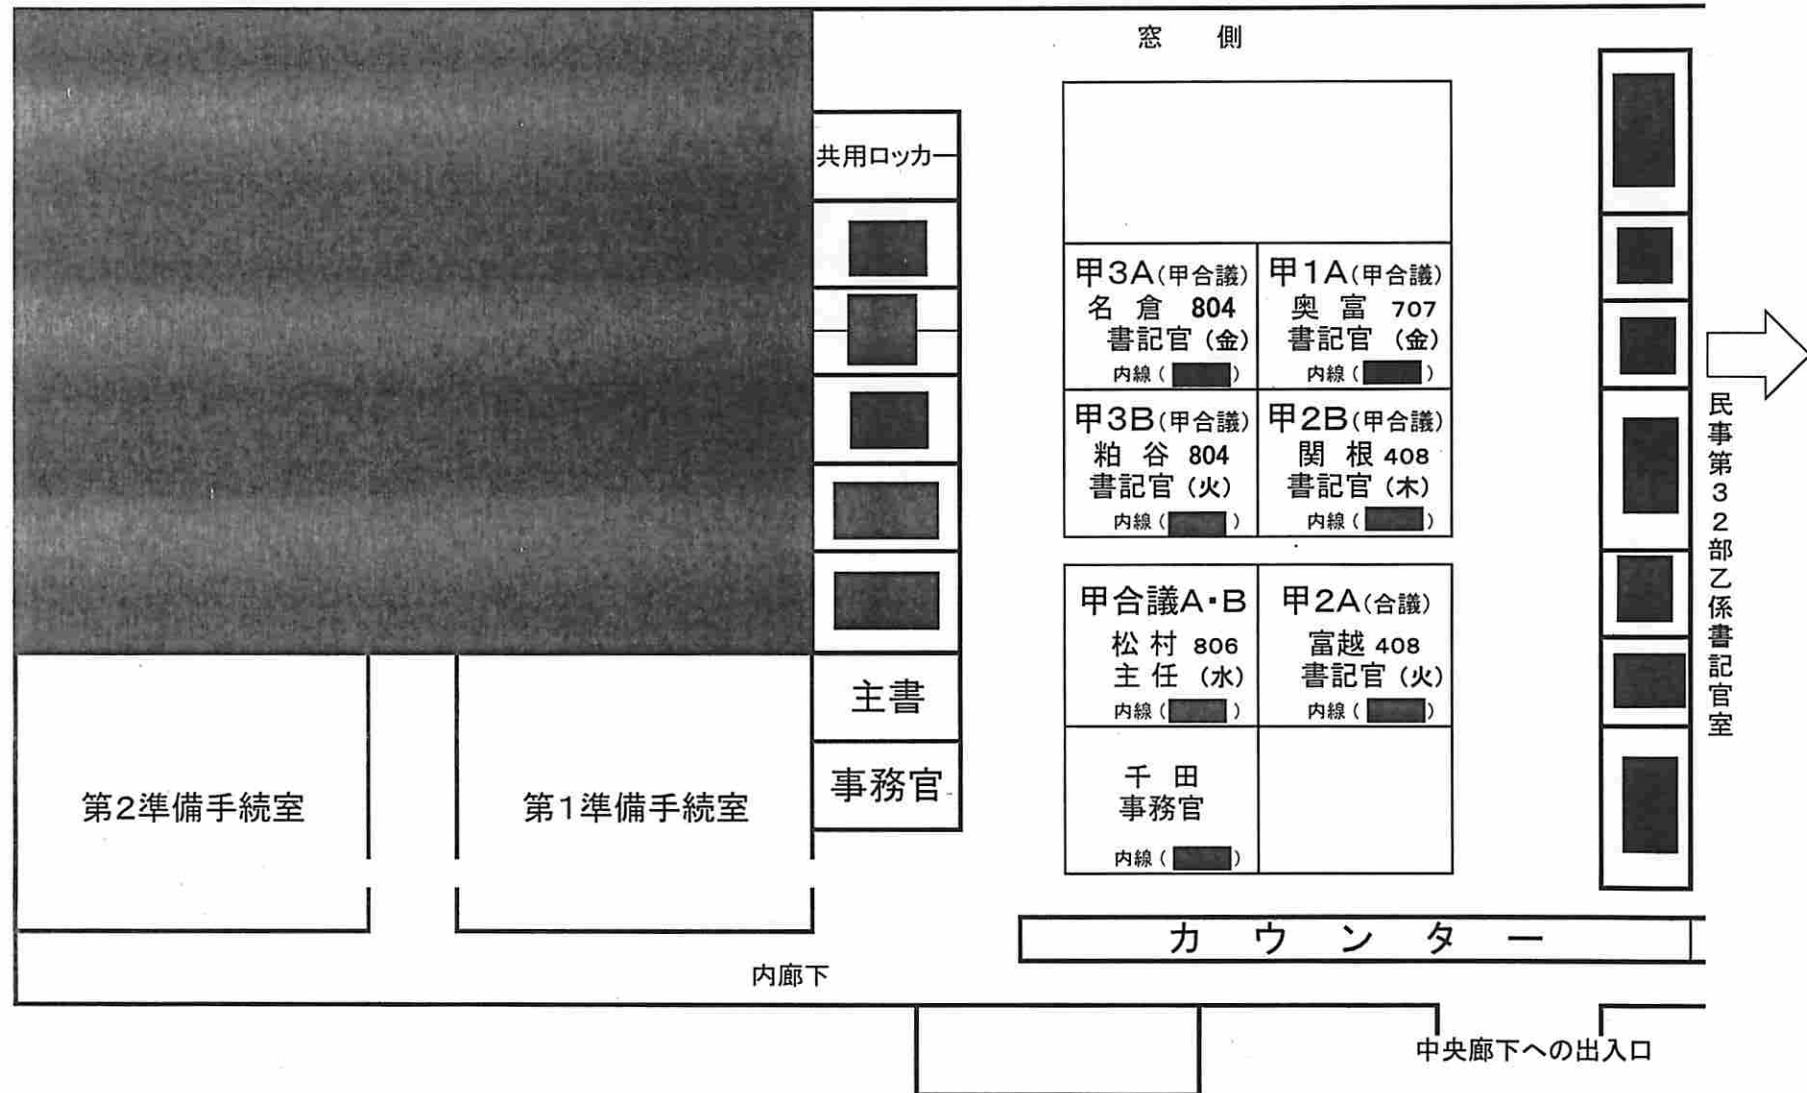 窓　側
共用ロッカー
甲3A(甲合議)
名 倉 804
書記官 (金)
内線 ( )
甲1A(甲合議)
奥 富 707
書記官 (金)
内線 ( )
甲3B(甲合議)
粕 谷 804
書記官 (火)
内線 ( )
甲2B(甲合議)
関 根 408
書記官 (木)
内線 ( )
甲合議A・B
松 村 806
主 任 (水)
内線 ( )
甲2A(合議)
富越 408
書記官 (火)
内線 ( )
千 田
事務官
内線 ( )
主書
事務官
第2準備手続室
第1準備手続室
民事第32部乙係書記官室
カ ウ ン タ ー
内廊下
中央廊下への出入口